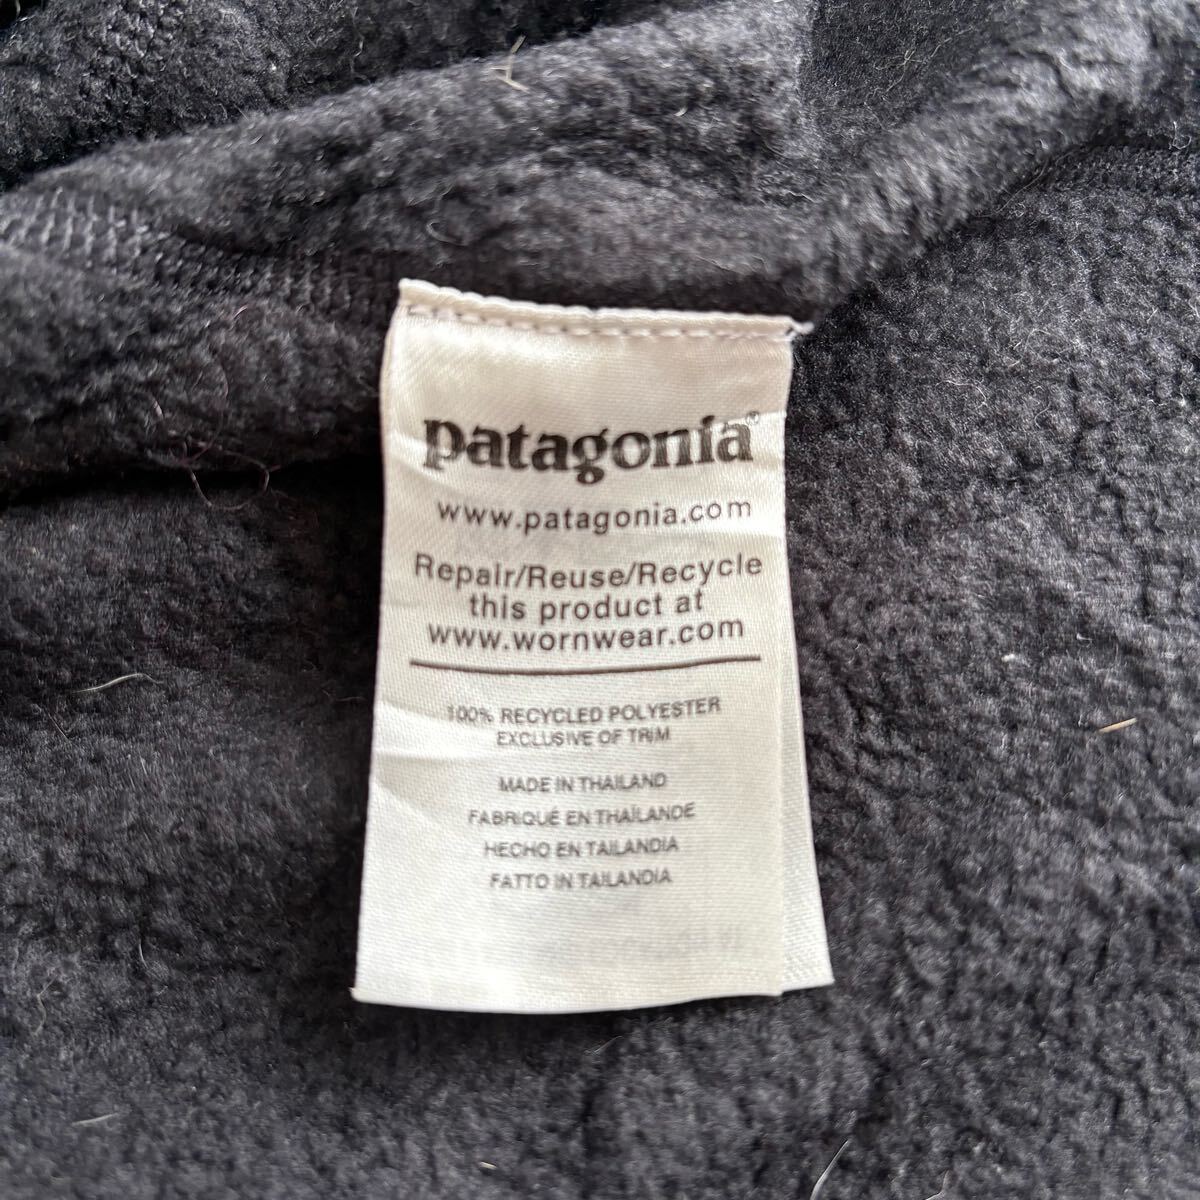 patagonia®
www.patagonia.com
Repair/Reuse/Recycle
this product at
www.wornwear.com
100% RECYCLED POLYESTER
EXCLUSIVE OF TRIM
MADE IN THAILAND
FABRIQUÉ EN THAÏLANDE
HECHO EN TAILANDIA
FATTO IN TAILANDIA